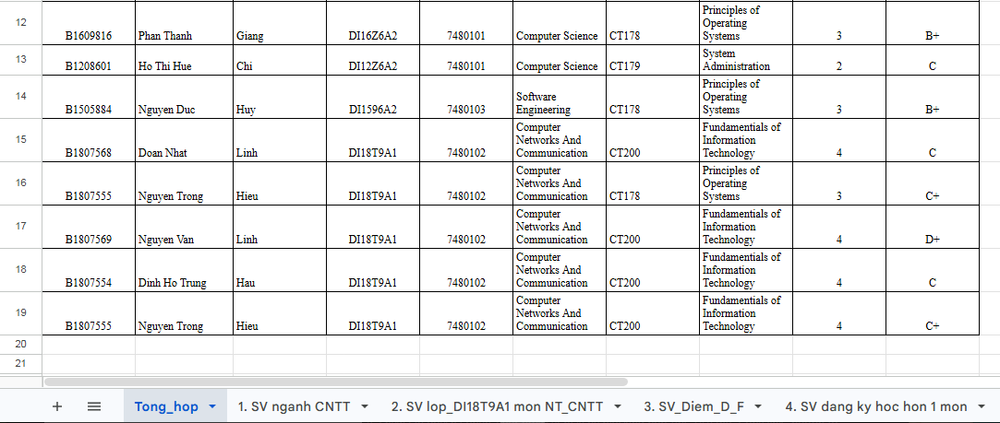 12 B1609816 Phan Thanh Giang DI16Z6A2 7480101 Computer Science CT178 Principles of Operating Systems 3 B+
13 B1208601 Ho Thi Hue Chi DI12Z6A2 7480101 Computer Science CT179 System Administration 2 C
14 B1505884 Nguyen Duc Huy DI1596A2 7480103 Software Engineering CT178 Principles of Operating Systems 3 B+
15 B1807568 Doan Nhat Linh DI18T9A1 7480102 Computer Networks And Communication CT200 Fundamentials of Information Technology 4 C
16 B1807555 Nguyen Trong Hieu DI18T9A1 7480102 Computer Networks And Communication CT178 Principles of Operating Systems 3 C+
17 B1807569 Nguyen Van Linh DI18T9A1 7480102 Computer Networks And Communication CT200 Fundamentials of Information Technology 4 D+
18 B1807554 Dinh Ho Trung Hau DI18T9A1 7480102 Computer Networks And Communication CT200 Fundamentials of Information Technology 4 C
19 B1807555 Nguyen Trong Hieu DI18T9A1 7480102 Computer Networks And Communication CT200 Fundamentials of Information Technology 4 C+
20
21
+ Tong_hop 1. SV nganh CNTT 2. SV lop_DI18T9A1 mon NT_CNTT 3. SV_Diem_D_F 4. SV dang ky hoc hon 1 mon